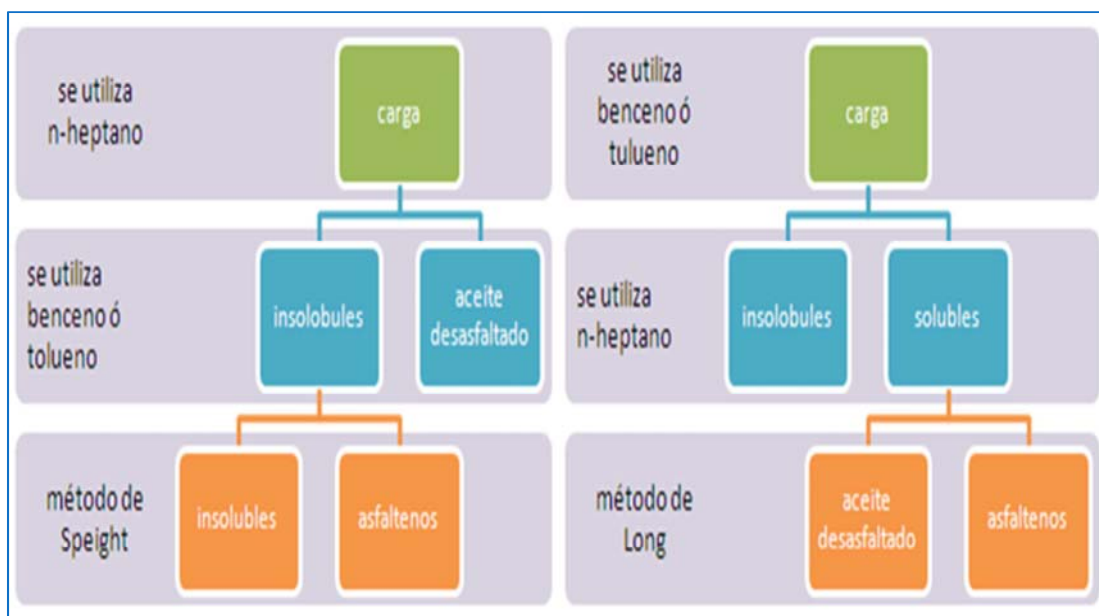 se utiliza
n-heptano
carga
se utiliza
benceno ó
tolueno
insolobules
aceite
desasfaltado
método de
Speight
insolubles
asfaltenos
se utiliza
benceno ó
tulueno
carga
se utiliza
n-heptano
insolobules
solubles
método de
Long
aceite
desasfaltado
asfaltenos